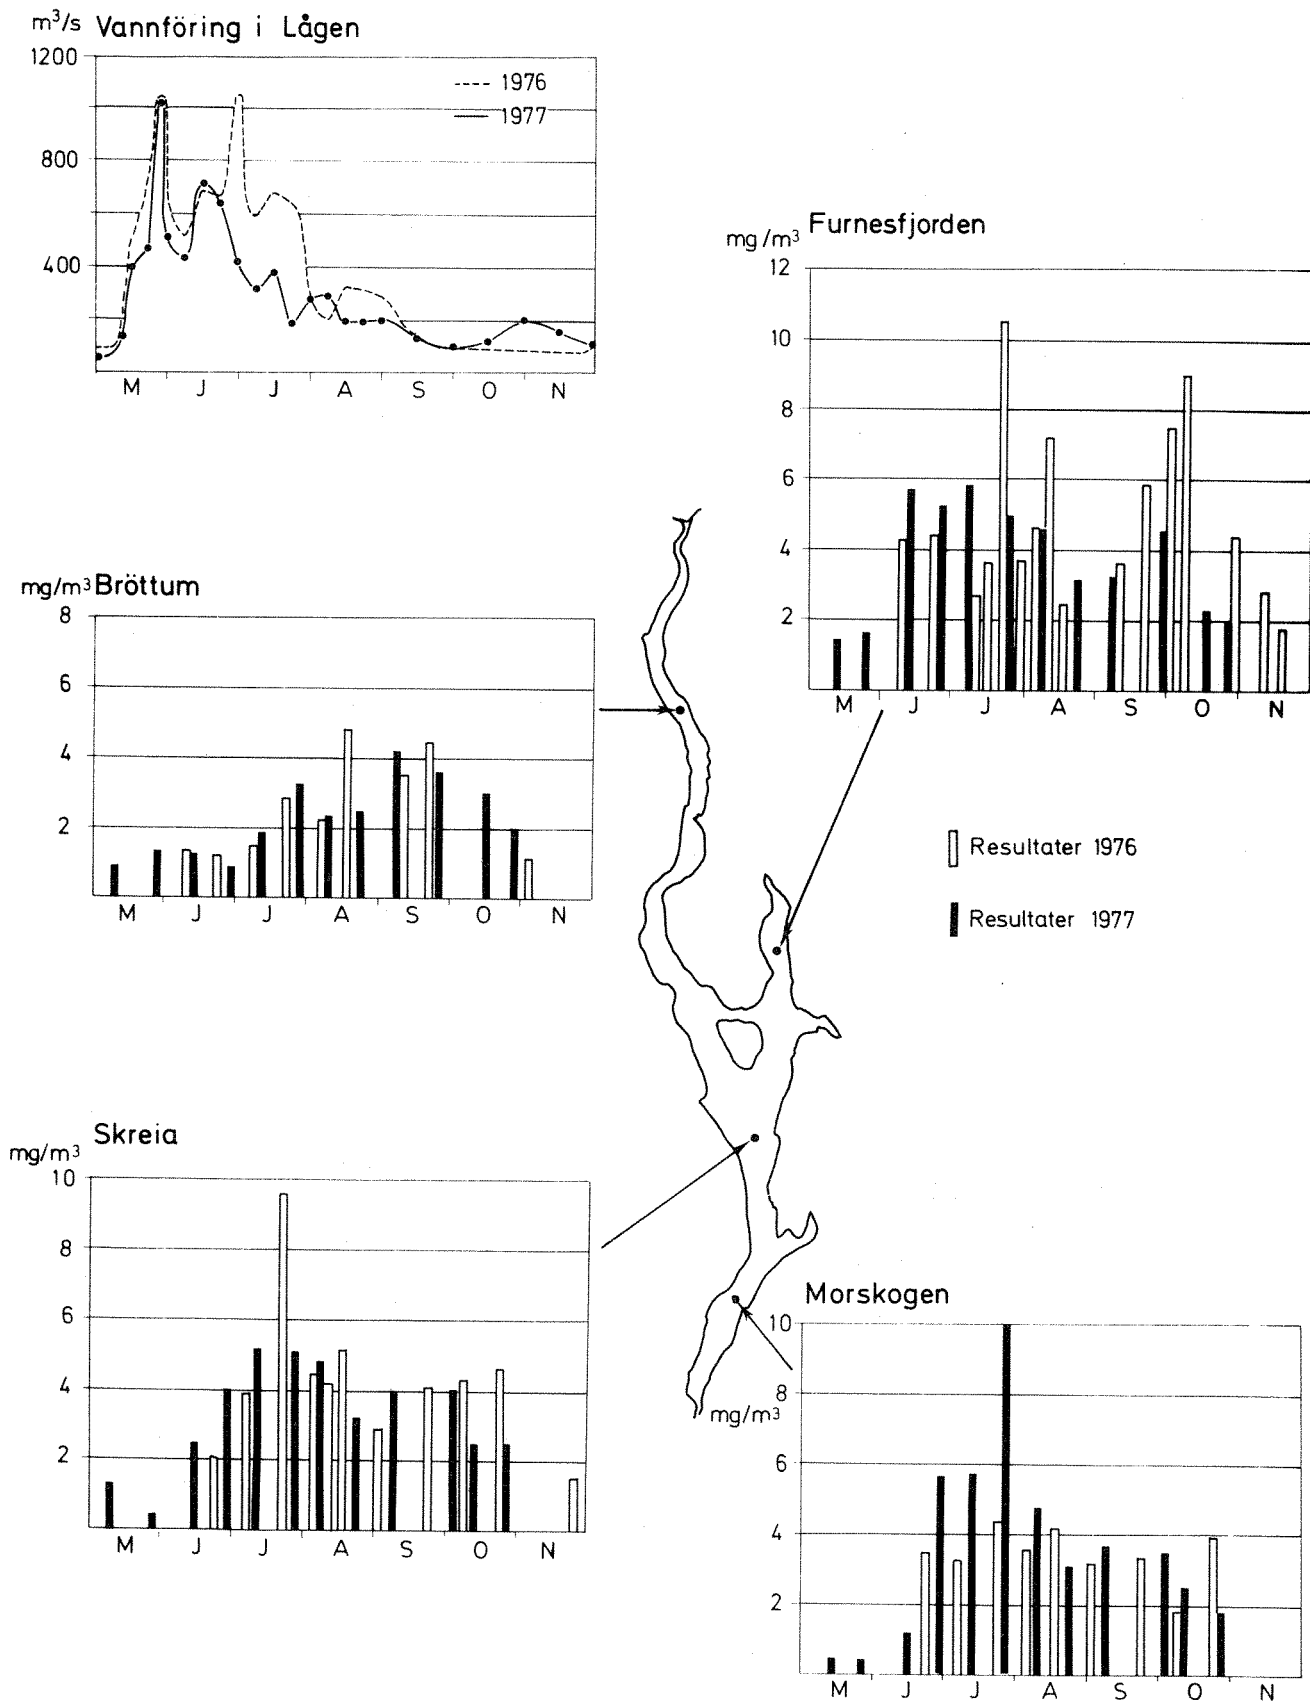 m³/s Vannföring i Lågen
1200
800
400
---- 1976
— 1977
M J J A S O N
mg/m³ Furnesfjorden
12
10
8
6
4
2
M J J A S O N
mg/m³ Bröttum
8
6
4
2
M J J A S O N
Resultater 1976
Resultater 1977
mg/m³ Skreia
10
8
6
4
2
M J J A S O N
Morskogen
mg/m³
10
8
6
4
2
M J J A S O N